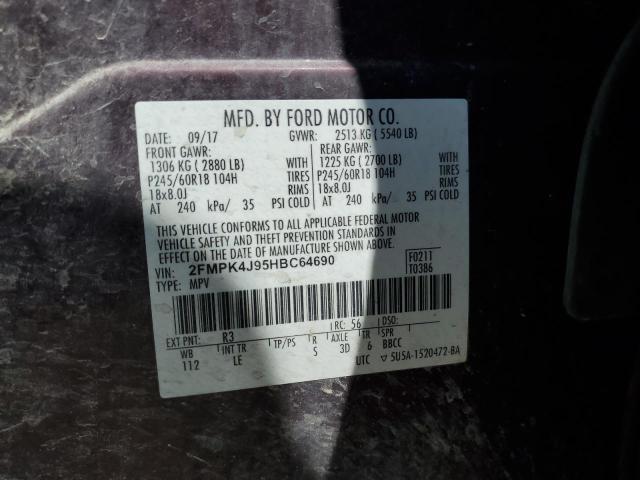 MFD. BY FORD MOTOR CO.
DATE: 09/17 GVWR: 2513 KG ( 5540 LB)
FRONT GAWR: REAR GAWR:
1306 KG ( 2880 LB) WITH 1225 KG ( 2700 LB) WITH
P245/60R18 104H TIRES P245/60R18 104H TIRES
18x8.0J RIMS 18x8.0J RIMS
AT 240 kPa/ 35 PSI COLD AT 240 kPa/ 35 PSI COLD
THIS VEHICLE CONFORMS TO ALL APPLICABLE FEDERAL MOTOR
VEHICLE SAFETY AND THEFT PREVENTION STANDARDS IN
EFFECT ON THE DATE OF MANUFACTURE SHOWN ABOVE.
VIN: 2FMPK4J95HBC64690 F0211
TYPE: MPV T0386
EXT PNT: R3 RC: 56 DSO:
WB INT TR TP/PS R AXLE TR SPR
112 LE S 3D 6 BBCC
UTC ▽ 5U5A-1520472-BA